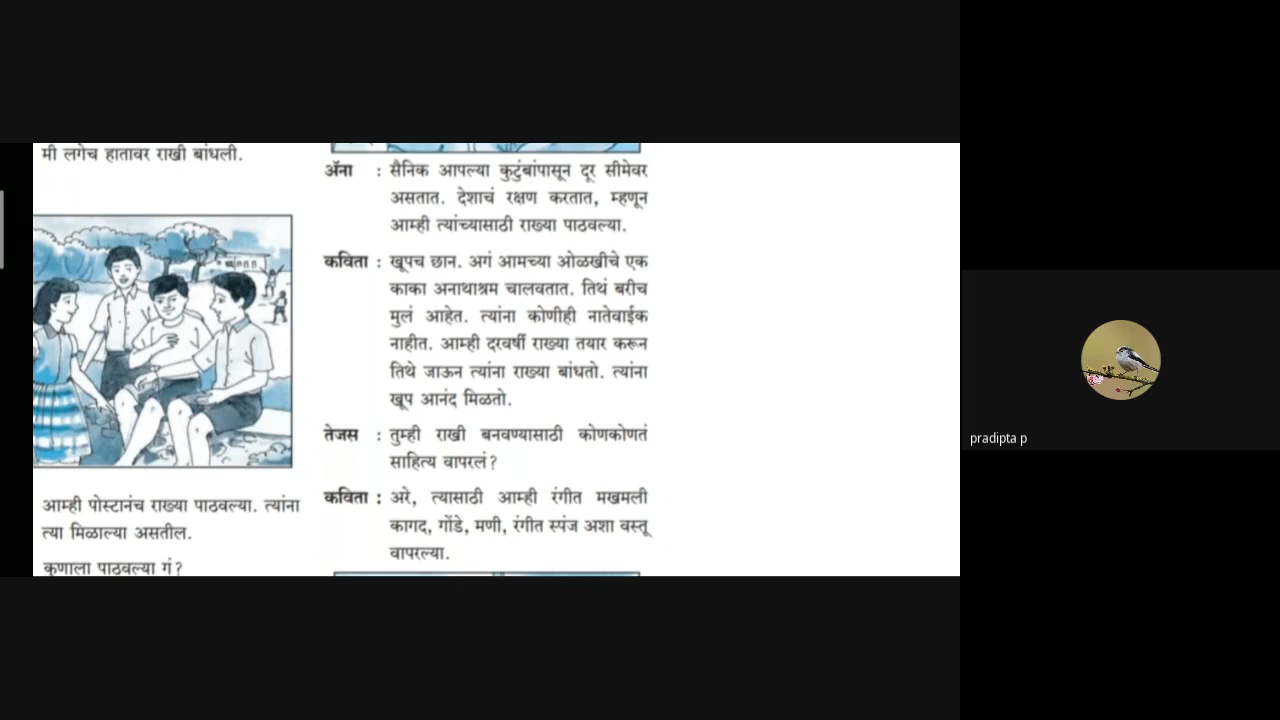 मी लगेच हातावर राखी बांधली.
आम्ही पोस्टानंच राख्या पाठवल्या. त्यांना
त्या मिळाल्या असतील.
कुणाला पाठवल्या गं?
ॲना : सैनिक आपल्या कुटुंबांपासून दूर सीमेवर
असतात. देशाचं रक्षण करतात, म्हणून
आम्ही त्यांच्यासाठी राख्या पाठवल्या.
कविता : खूपच छान. अगं आमच्या ओळखीचे एक
काका अनाथाश्रम चालवतात. तिथं बरीच
मुलं आहेत. त्यांना कोणीही नातेवाईक
नाहीत. आम्ही दरवर्षी राख्या तयार करून
तिथे जाऊन त्यांना राख्या बांधतो. त्यांना
खूप आनंद मिळतो.
तेजस : तुम्ही राखी बनवण्यासाठी कोणकोणतं
साहित्य वापरलं?
कविता : अरे, त्यासाठी आम्ही रंगीत मखमली
कागद, गोंडे, मणी, रंगीत स्पंज अशा वस्तू
वापरल्या.
pradipta p